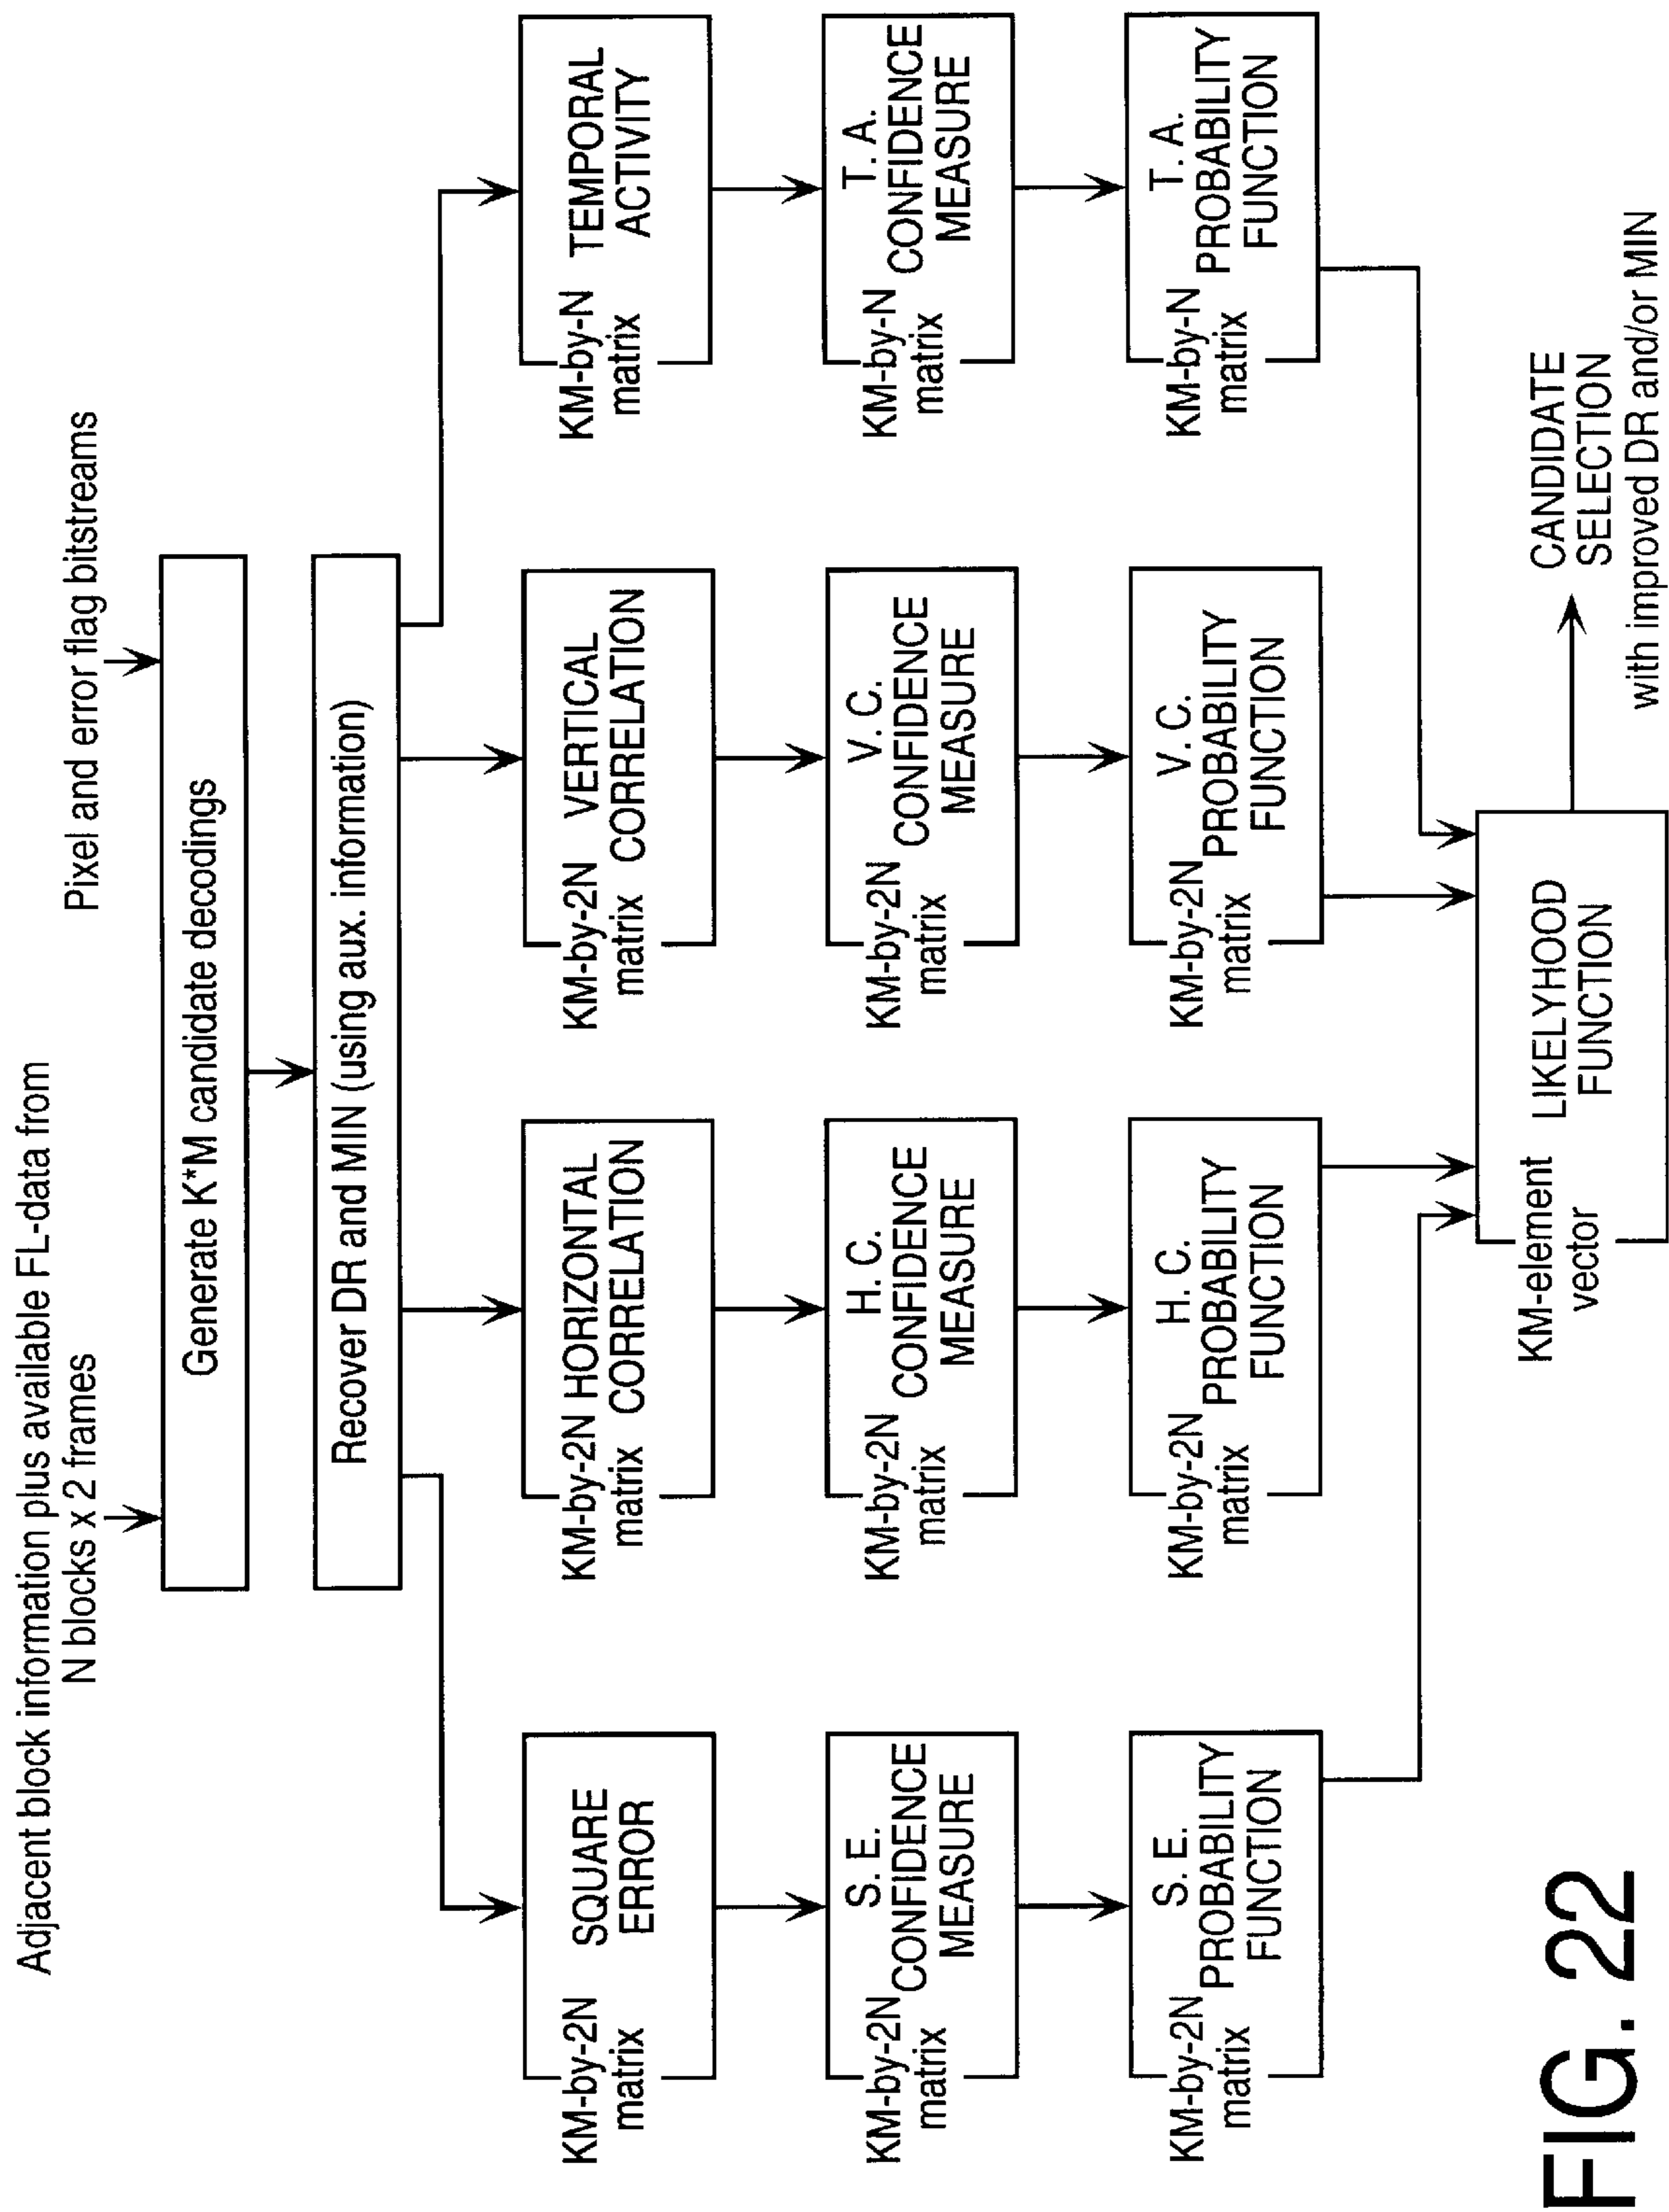 Adjacent block information plus available FL-data from
N blocks x 2 frames
Pixel and error flag bitstreams
Generate K*M candidate decodings
Recover DR and MIN (using aux. information)
KM-by-2N
matrix
SQUARE
ERROR
KM-by-2N
matrix
HORIZONTAL
CORRELATION
KM-by-2N
matrix
VERTICAL
CORRELATION
KM-by-N
matrix
TEMPORAL
ACTIVITY
KM-by-2N
matrix
S. E.
CONFIDENCE
MEASURE
KM-by-2N
matrix
H. C.
CONFIDENCE
MEASURE
KM-by-2N
matrix
V. C.
CONFIDENCE
MEASURE
KM-by-N
matrix
T. A.
CONFIDENCE
MEASURE
KM-by-2N
matrix
S. E.
PROBABILITY
FUNCTION
KM-by-2N
matrix
H. C.
PROBABILITY
FUNCTION
KM-by-2N
matrix
V. C.
PROBABILITY
FUNCTION
KM-by-N
matrix
T. A.
PROBABILITY
FUNCTION
KM-element
vector
LIKELYHOOD
FUNCTION
CANDIDATE
SELECTION
with improved DR and/or MIN
FIG. 22